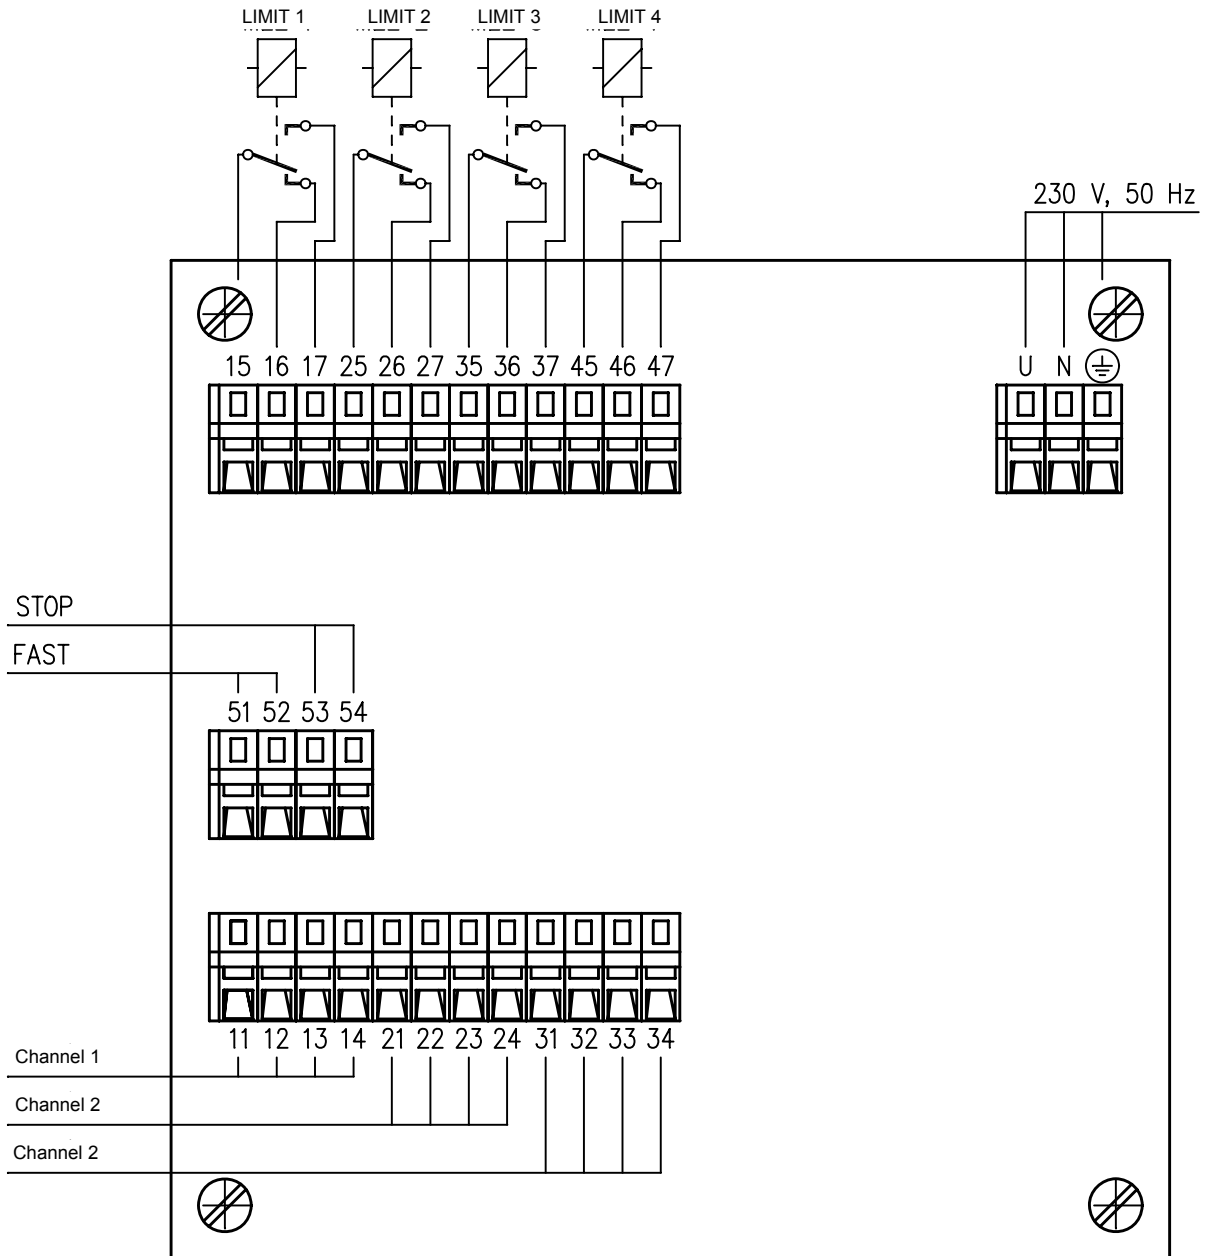 LIMIT 1 LIMIT 2 LIMIT 3 LIMIT 4
230 V, 50 Hz
15 16 17 25 26 27 35 36 37 45 46 47
U N
STOP
FAST
51 52 53 54
11 12 13 14 21 22 23 24 31 32 33 34
Channel 1
Channel 2
Channel 2